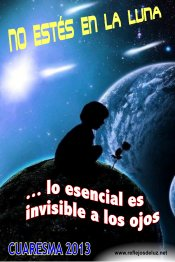 NO ESTÉS EN LA LUNA
... lo esencial es
invisible a los ojos
CUARESMA 2013
www.reflejosdeluz.net